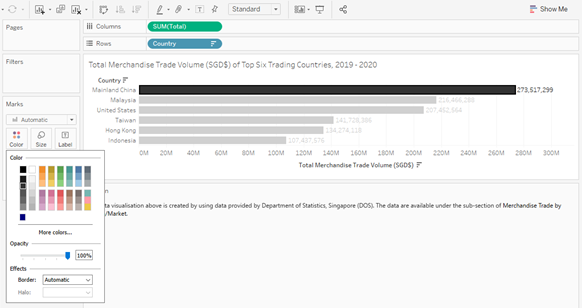 Standard
Show Me
Pages
Columns
SUM(Total)
Rows
Country
Filters
Total Merchandise Trade Volume (SGD$) of Top Six Trading Countries, 2019 - 2020
Country
Mainland China 273,517,299
Malaysia 216,466,288
United States 207,452,564
Taiwan 141,728,306
Hong Kong 134,274,118
Indonesia 107,437,576
0M 20M 40M 60M 80M 100M 120M 140M 160M 180M 200M 220M 240M 260M 280M 300M
Total Merchandise Trade Volume (SGD$)
Marks
Automatic
Color Size Label
Color
More colors...
Opacity
100%
Effects
Border: Automatic
Halo:
on
ta visualisation above is created by using data provided by Department of Statistics, Singapore (DOS). The data are available under the sub-section of Merchandise Trade by
/Market.